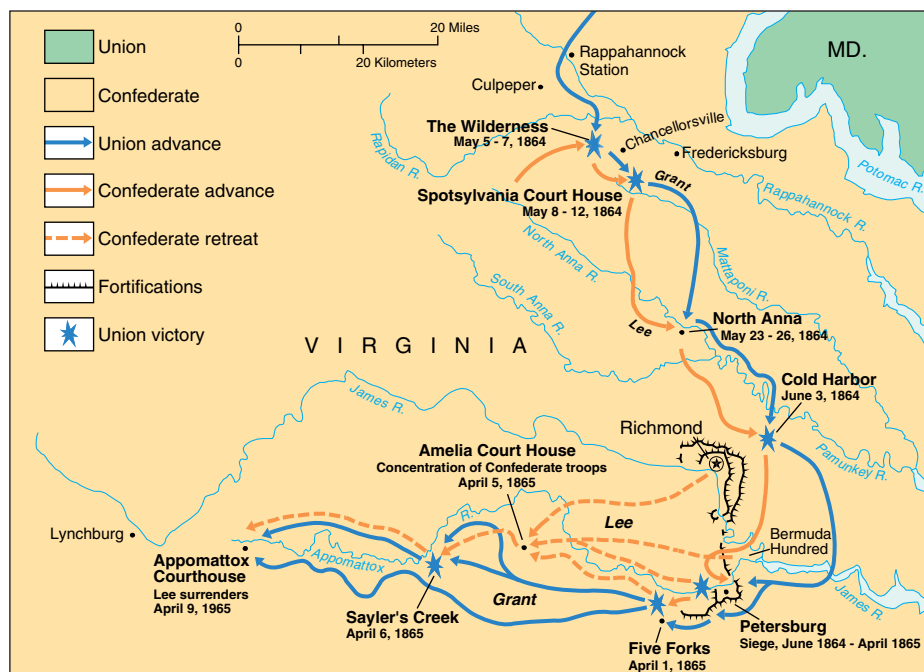 Union
Confederate
Union advance
Confederate advance
Confederate retreat
Fortifications
Union victory
0 20 Miles
0 20 Kilometers
MD.
Rappahannock
Station
Culpeper
The Wilderness
May 5 - 7, 1864
Chancellorsville
Fredericksburg
Rapidan R.
Spotsylvania Court House
May 8 - 12, 1864
Grant
Potomac R.
Rappahannock R.
North Anna R.
South Anna R.
Mattaponi R.
Lee
North Anna
May 23 - 26, 1864
VIRGINIA
Cold Harbor
June 3, 1864
James R.
Richmond
Pamunkey R.
Amelia Court House
Concentration of Confederate troops
April 5, 1865
Lee
Lynchburg
R.
Appomattox
Bermuda
Hundred
James R.
Appomattox
Courthouse
Lee surrenders
April 9, 1965
Grant
Sayler's Creek
April 6, 1865
Petersburg
Siege, June 1864 - April 1865
Five Forks
April 1, 1865